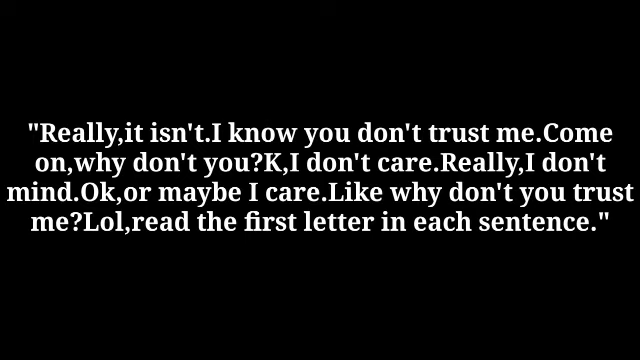 "Really,it isn't.I know you don't trust me.Come
on,why don't you?K,I don't care.Really,I don't
mind.Ok,or maybe I care.Like why don't you trust
me?Lol,read the first letter in each sentence."